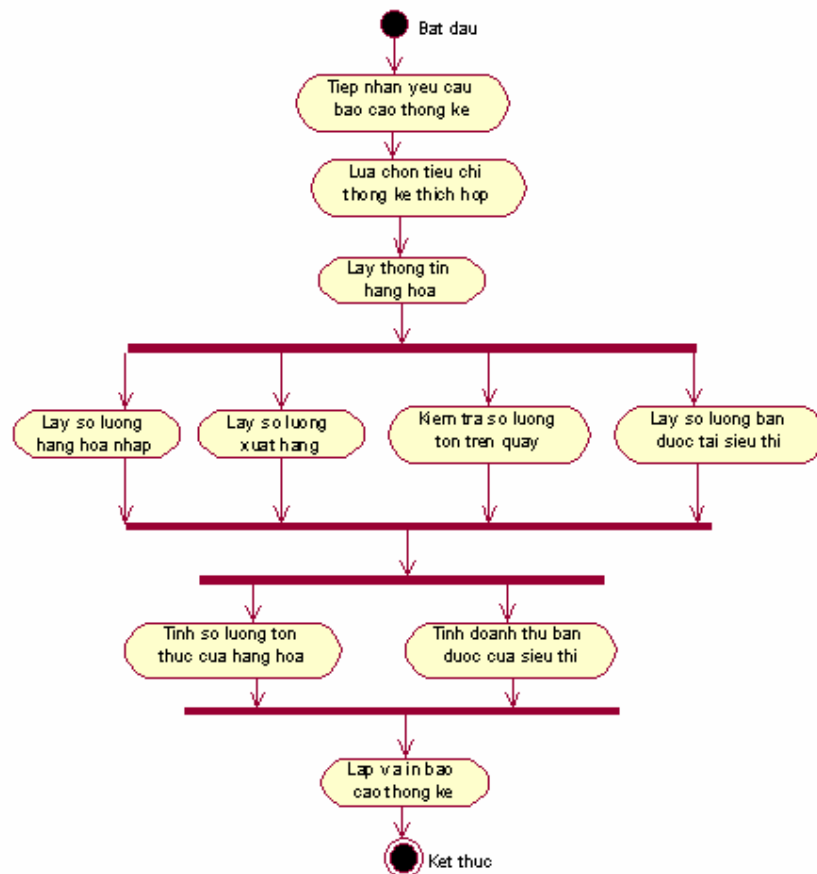 Bat dau
Tiep nhan yeu cau
bao cao thong ke
Lua chon tieu chi
thong ke thich hop
Lay thong tin
hang hoa
Lay so luong
hang hoa nhap
Lay so luong
xuat hang
Kiem tra so luong
ton tren quay
Lay so luong ban
duoc tai sieu thi
Tinh so luong ton
thuc cua hang hoa
Tinh doanh thu ban
duoc cua sieu thi
Lap va in bao
cao thong ke
Ket thuc